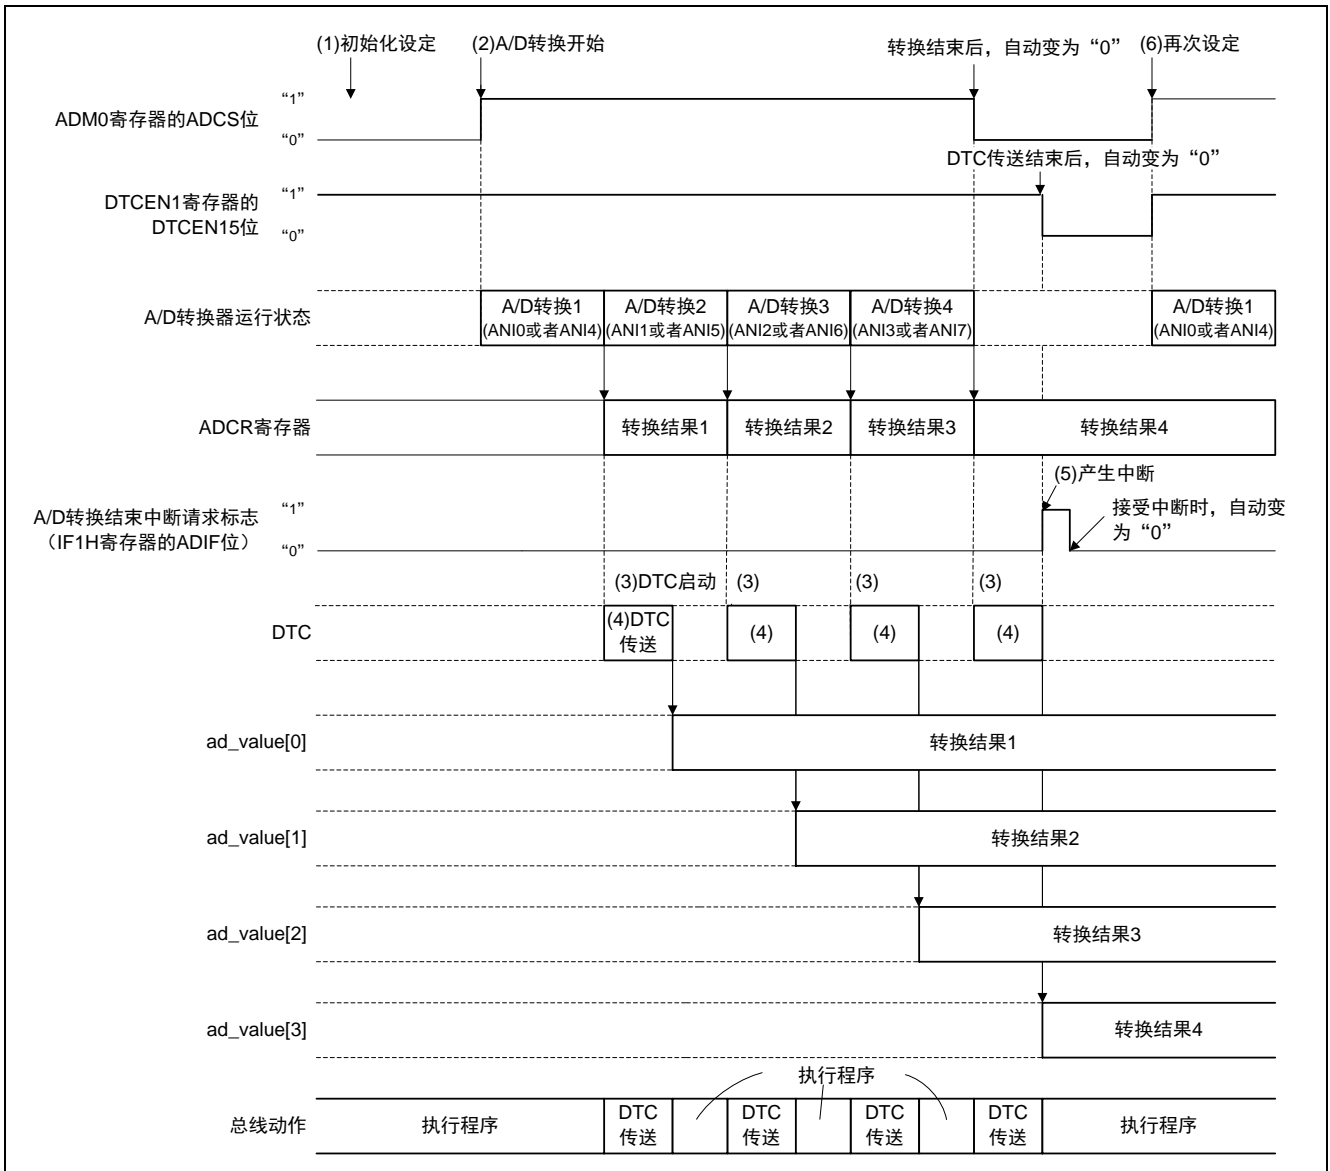 (1)初始化设定
(2)A/D转换开始
转换结束后，自动变为“0”
(6)再次设定
“1”
ADM0寄存器的ADCS位
“0”
DTC传送结束后，自动变为“0”
“1”
DTCEN1寄存器的
DTCEN15位
“0”
A/D转换器运行状态
A/D转换1
(ANI0或者ANI4)
A/D转换2
(ANI1或者ANI5)
A/D转换3
(ANI2或者ANI6)
A/D转换4
(ANI3或者ANI7)
A/D转换1
(ANI0或者ANI4)
ADCR寄存器
转换结果1
转换结果2
转换结果3
转换结果4
(5)产生中断
A/D转换结束中断请求标志
（IF1H寄存器的ADIF位）
“1”
“0”
接受中断时，自动变
为“0”
(3)DTC启动
(3)
(3)
(3)
DTC
(4)DTC
传送
(4)
(4)
(4)
ad_value[0]
转换结果1
ad_value[1]
转换结果2
ad_value[2]
转换结果3
ad_value[3]
转换结果4
执行程序
总线动作
执行程序
DTC
传送
DTC
传送
DTC
传送
DTC
传送
执行程序